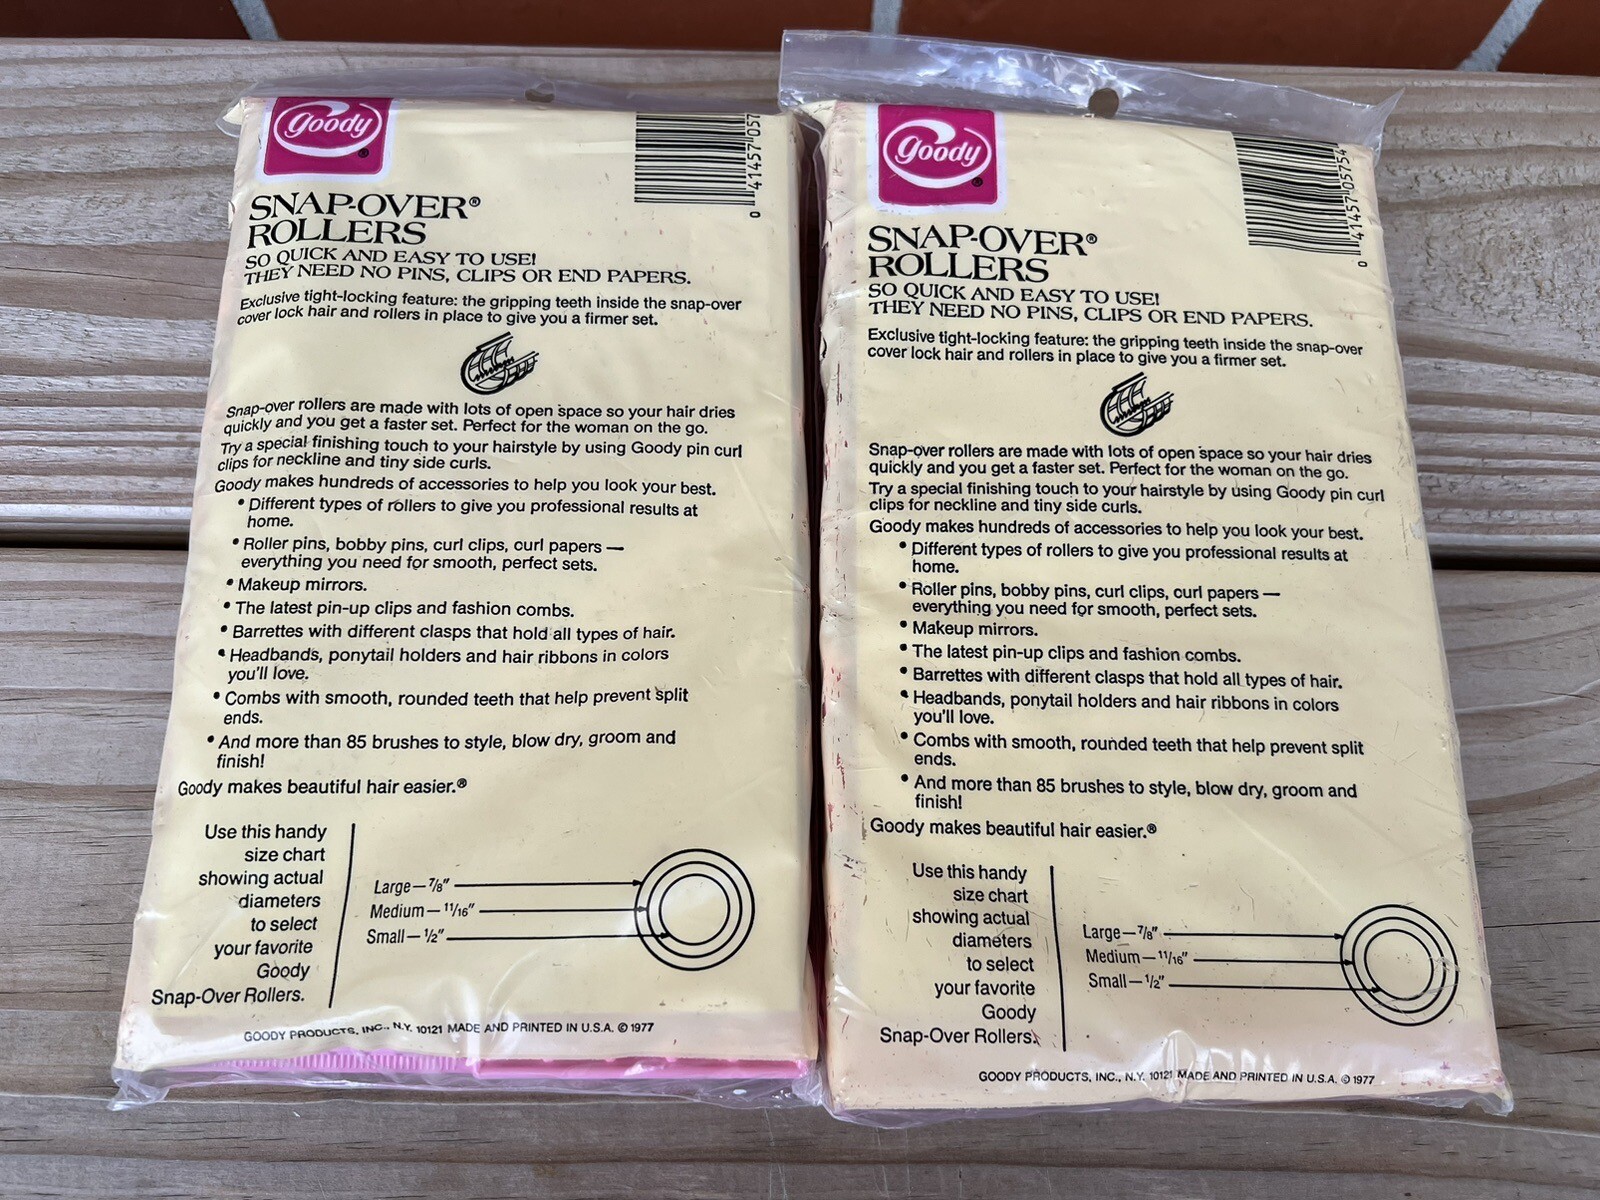 goody
®
0 41457 057
SNAP-OVER®
ROLLERS
SO QUICK AND EASY TO USE!
THEY NEED NO PINS, CLIPS OR END PAPERS.
Exclusive tight-locking feature: the gripping teeth inside the snap-over
cover lock hair and rollers in place to give you a firmer set.
Snap-over rollers are made with lots of open space so your hair dries
quickly and you get a faster set. Perfect for the woman on the go.
Try a special finishing touch to your hairstyle by using Goody pin curl
clips for neckline and tiny side curls.
Goody makes hundreds of accessories to help you look your best.
• Different types of rollers to give you professional results at
home.
• Roller pins, bobby pins, curl clips, curl papers —
everything you need for smooth, perfect sets.
• Makeup mirrors.
• The latest pin-up clips and fashion combs.
• Barrettes with different clasps that hold all types of hair.
• Headbands, ponytail holders and hair ribbons in colors
you'll love.
• Combs with smooth, rounded teeth that help prevent split
ends.
• And more than 85 brushes to style, blow dry, groom and
finish!
Goody makes beautiful hair easier.®
Use this handy
size chart
showing actual
diameters
to select
your favorite
Goody
Snap-Over Rollers.
Large — 7/8"
Medium — 11/16"
Small — 1/2"
GOODY PRODUCTS, INC., N.Y. 10121 MADE AND PRINTED IN U.S.A. © 1977
goody
®
0 41457 05754
SNAP-OVER®
ROLLERS
SO QUICK AND EASY TO USE!
THEY NEED NO PINS, CLIPS OR END PAPERS.
Exclusive tight-locking feature: the gripping teeth inside the snap-over
cover lock hair and rollers in place to give you a firmer set.
Snap-over rollers are made with lots of open space so your hair dries
quickly and you get a faster set. Perfect for the woman on the go.
Try a special finishing touch to your hairstyle by using Goody pin curl
clips for neckline and tiny side curls.
Goody makes hundreds of accessories to help you look your best.
• Different types of rollers to give you professional results at
home.
• Roller pins, bobby pins, curl clips, curl papers —
everything you need for smooth, perfect sets.
• Makeup mirrors.
• The latest pin-up clips and fashion combs.
• Barrettes with different clasps that hold all types of hair.
• Headbands, ponytail holders and hair ribbons in colors
you'll love.
• Combs with smooth, rounded teeth that help prevent split
ends.
• And more than 85 brushes to style, blow dry, groom and
finish!
Goody makes beautiful hair easier.®
Use this handy
size chart
showing actual
diameters
to select
your favorite
Goody
Snap-Over Rollers.
Large — 7/8"
Medium — 11/16"
Small — 1/2"
GOODY PRODUCTS, INC., N.Y. 10121 MADE AND PRINTED IN U.S.A. © 1977